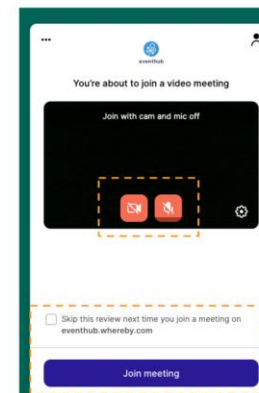 eventhub
You're about to join a video meeting
Join with cam and mic off
Skip this review next time you join a meeting on
eventhub.whereby.com
Join meeting